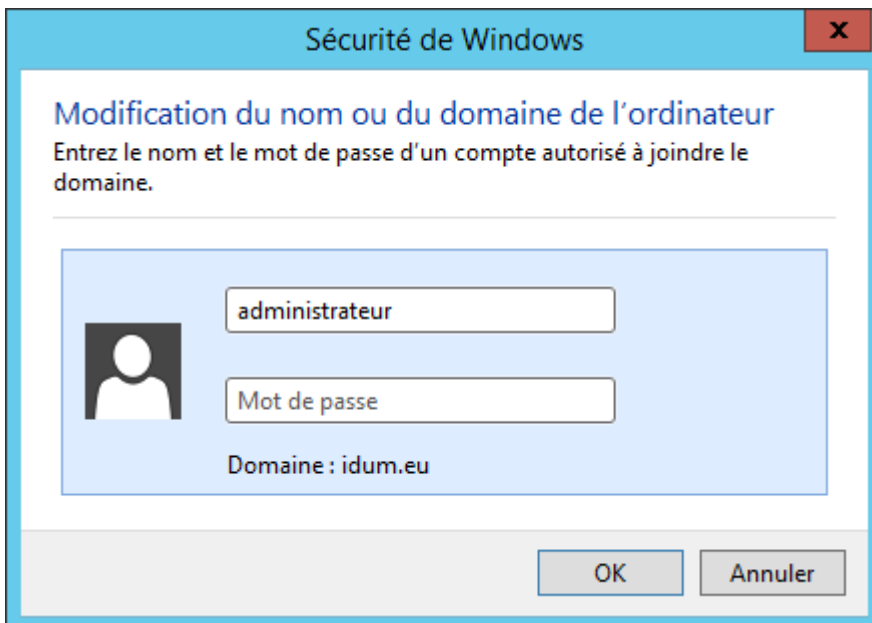 Sécurité de Windows
x
Modification du nom ou du domaine de l’ordinateur
Entrez le nom et le mot de passe d’un compte autorisé à joindre le
domaine.
administrateur
Mot de passe
Domaine : idum.eu
OK
Annuler